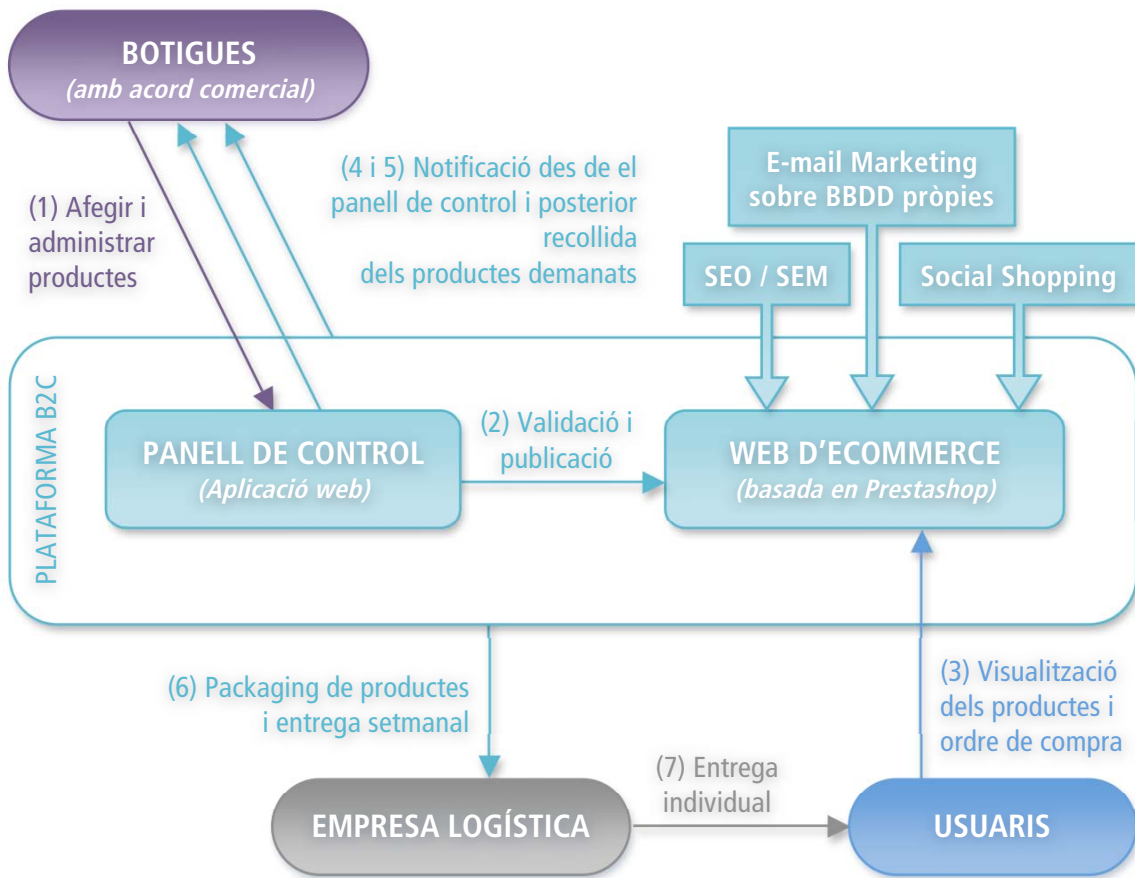 BOTIGUES
(amb acord comercial)
(1) Afegir i
administrar
productes
(4 i 5) Notificació des de el
panell de control i posterior
recollida
dels productes demanats
E-mail Marketing
sobre BBDD pròpies
SEO / SEM
Social Shopping
PLATAFORMA B2C
PANELL DE CONTROL
(Aplicació web)
(2) Validació i
publicació
WEB D'ECOMMERCE
(basada en Prestashop)
(6) Packaging de productes
i entrega setmanal
(3) Visualització
dels productes i
ordre de compra
EMPRESA LOGÍSTICA
(7) Entrega
individual
USUARIS